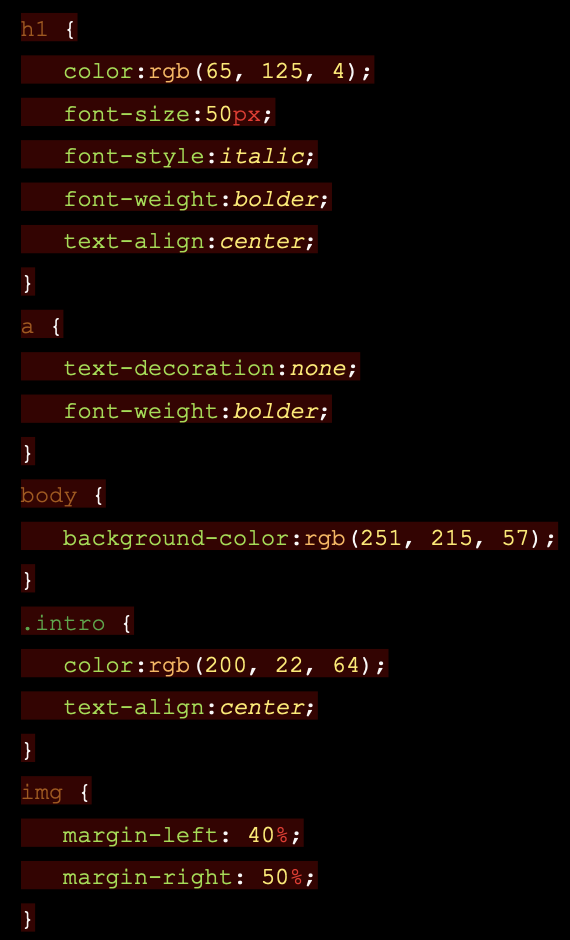 h1 {
   color:rgb(65, 125, 4);
   font-size:50px;
   font-style:italic;
   font-weight:bolder;
   text-align:center;
}
a {
   text-decoration:none;
   font-weight:bolder;
}
body {
   background-color:rgb(251, 215, 57);
}
.intro {
   color:rgb(200, 22, 64);
   text-align:center;
}
img {
   margin-left: 40%;
   margin-right: 50%;
}